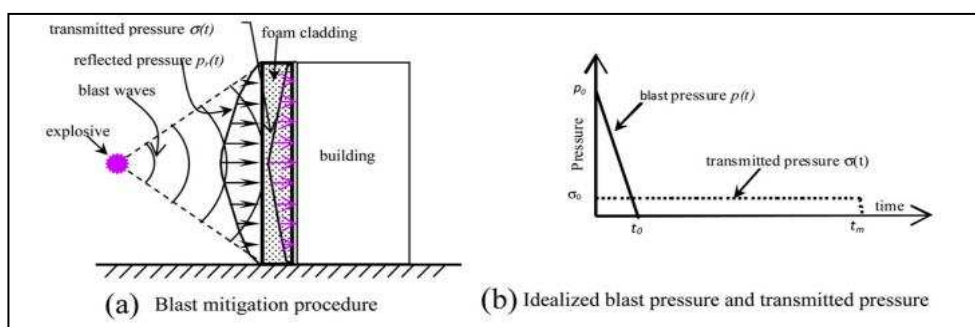 transmitted pressure σ(t)
foam cladding
reflected pressure pr(t)
blast waves
explosive
building
(a) Blast mitigation procedure
p₀
blast pressure p(t)
Pressure
transmitted pressure σ(t)
σ₀
time
t₀
tₘ
(b) Idealized blast pressure and transmitted pressure